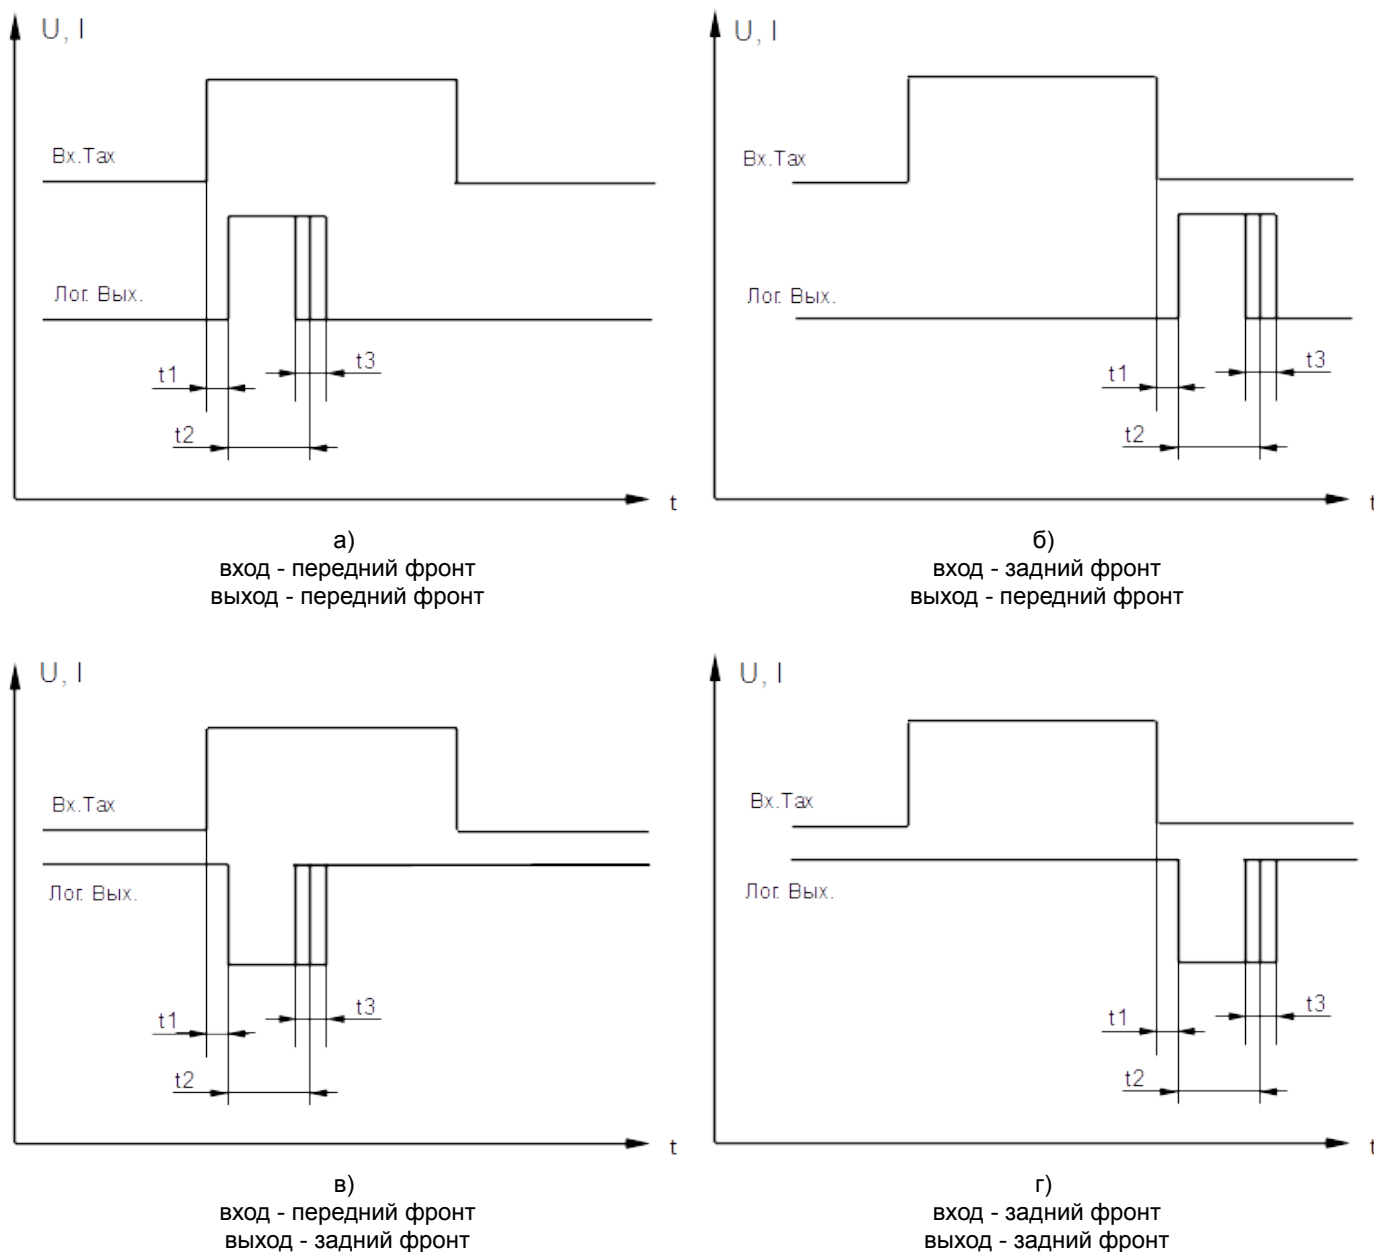 U, I
Вх.Тах
Лог. Вых.
t1
t3
t2
t
а)
вход - передний фронт
выход - передний фронт
U, I
Вх.Тах
Лог. Вых.
t1
t3
t2
t
б)
вход - задний фронт
выход - передний фронт
U, I
Вх.Тах
Лог. Вых.
t1
t3
t2
t
в)
вход - передний фронт
выход - задний фронт
U, I
Вх.Тах
Лог. Вых.
t1
t3
t2
t
г)
вход - задний фронт
выход - задний фронт